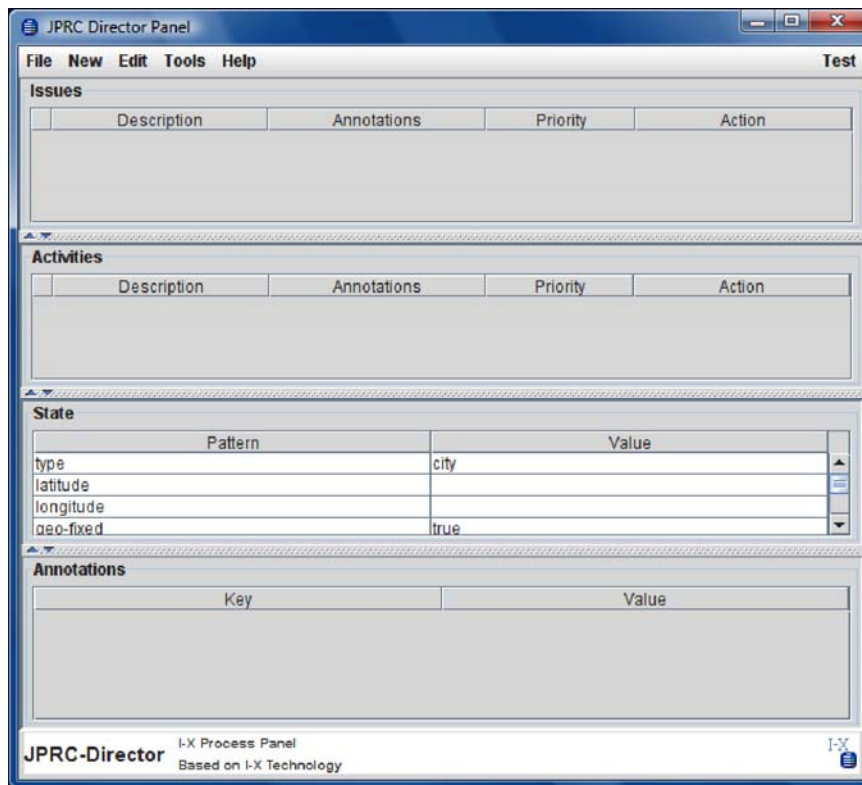 JPRC Director Panel
File New Edit Tools Help Test
Issues
Description Annotations Priority Action
Activities
Description Annotations Priority Action
State
Pattern Value
type city
latitude
longitude
geo-fixed true
Annotations
Key Value
JPRC-Director
I-X Process Panel
Based on I-X Technology
I-X